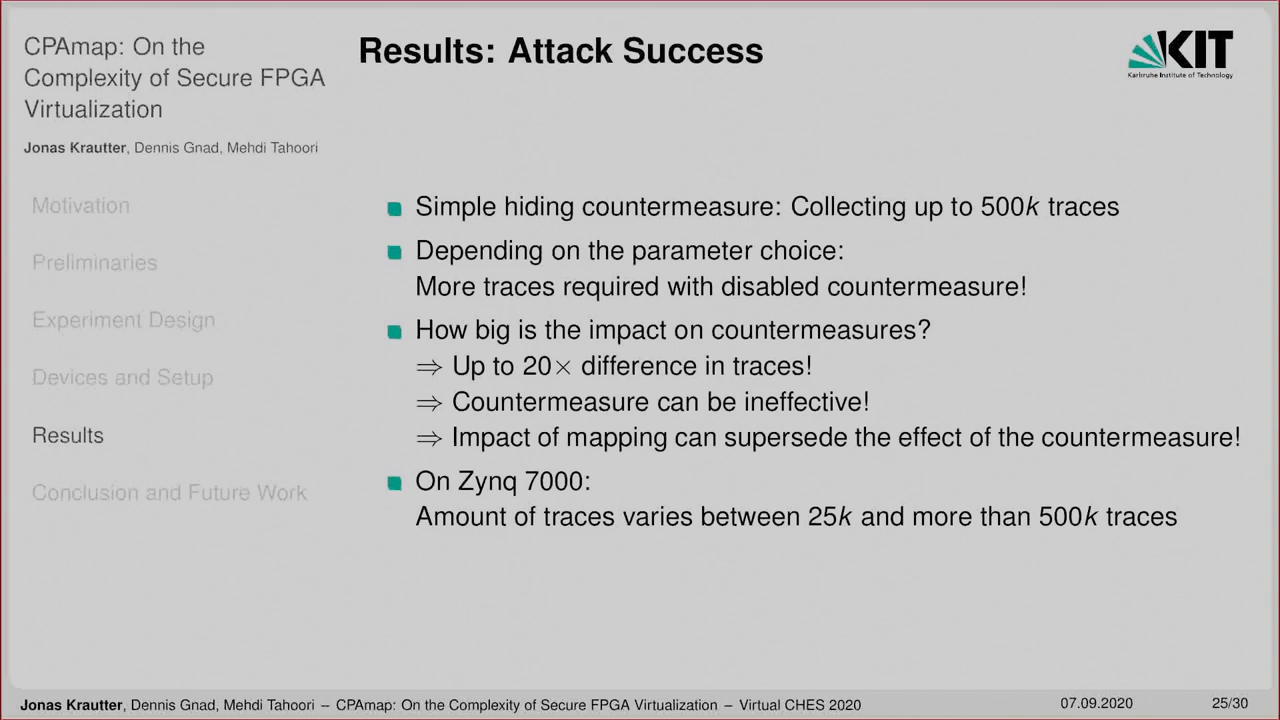 CPAmap: On the
Complexity of Secure FPGA
Virtualization
Jonas Krautter, Dennis Gnad, Mehdi Tahoori
Motivation
Preliminaries
Experiment Design
Devices and Setup
Results
Conclusion and Future Work
Results: Attack Success
KIT
Karlsruhe Institute of Technology
Simple hiding countermeasure: Collecting up to 500k traces
Depending on the parameter choice:
More traces required with disabled countermeasure!
How big is the impact on countermeasures?
⇒ Up to 20× difference in traces!
⇒ Countermeasure can be ineffective!
⇒ Impact of mapping can supersede the effect of the countermeasure!
On Zynq 7000:
Amount of traces varies between 25k and more than 500k traces
Jonas Krautter, Dennis Gnad, Mehdi Tahoori – CPAmap: On the Complexity of Secure FPGA Virtualization – Virtual CHES 2020
07.09.2020
25/30